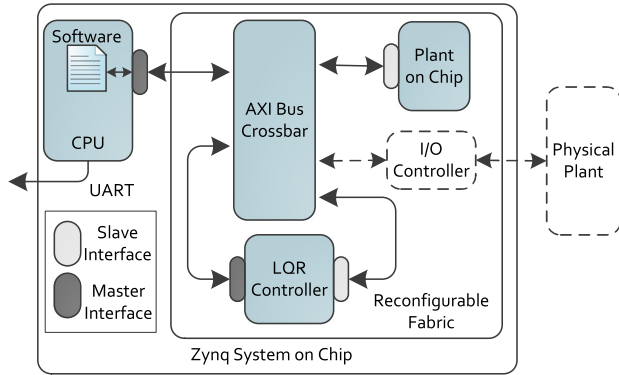 Software
CPU
UART
Slave
Interface
Master
Interface
AXI Bus
Crossbar
Plant
on Chip
I/O
Controller
Physical
Plant
LQR
Controller
Reconfigurable
Fabric
Zynq System on Chip